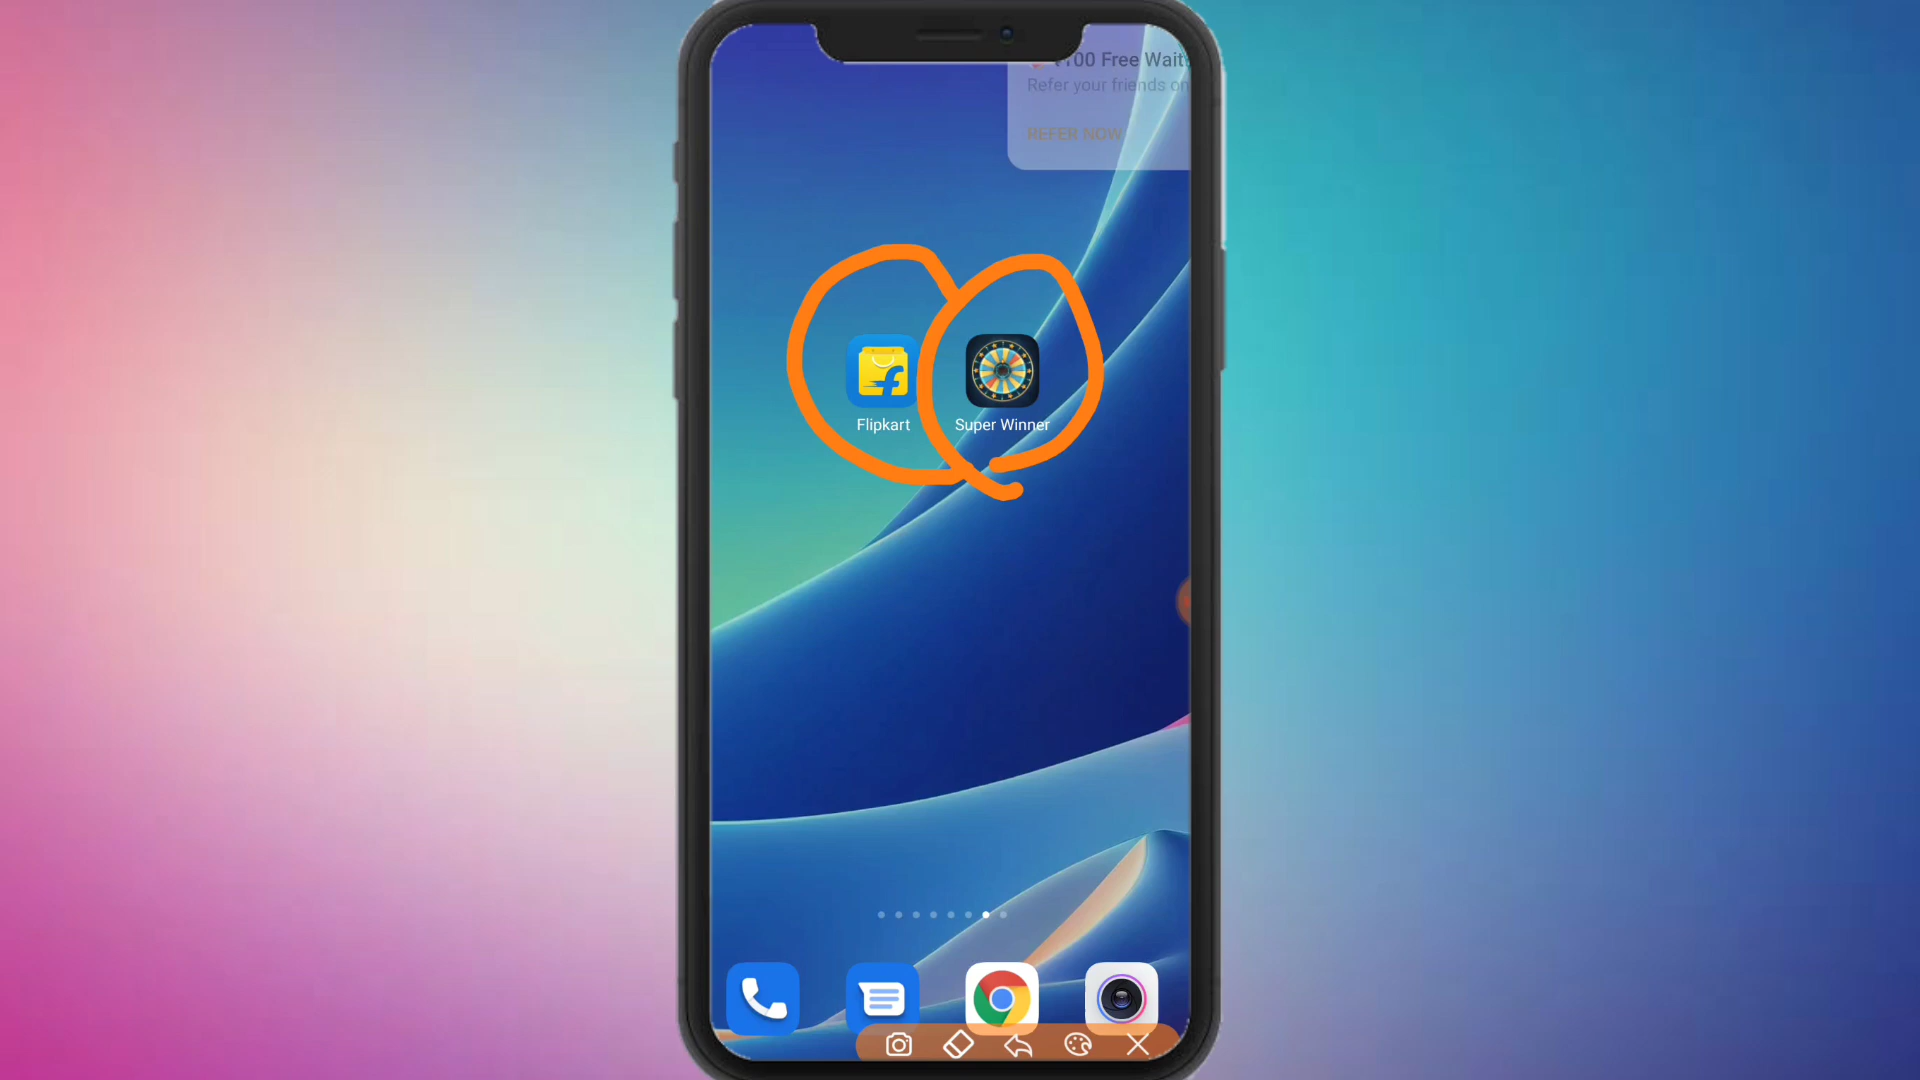 ₹100 Free Wait
Refer your friends on
REFER NOW
Flipkart
Super Winner